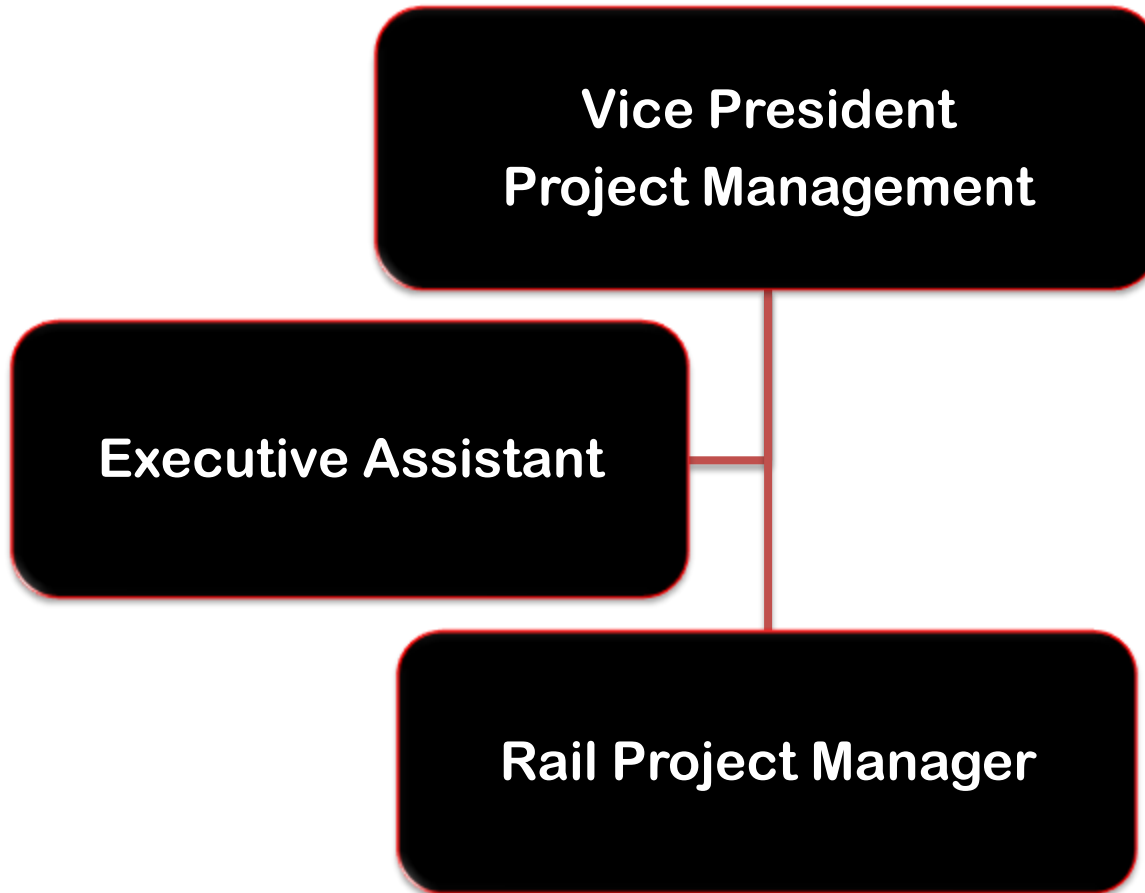 Vice President
Project Management
Executive Assistant
Rail Project Manager